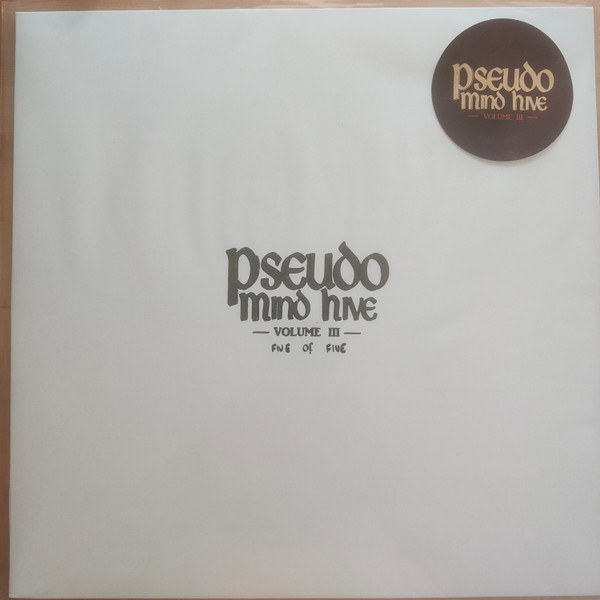 Pseudo
mind hive
— VOLUME III —
Pseudo
mind hive
— VOLUME III —
FIVE OF FIVE